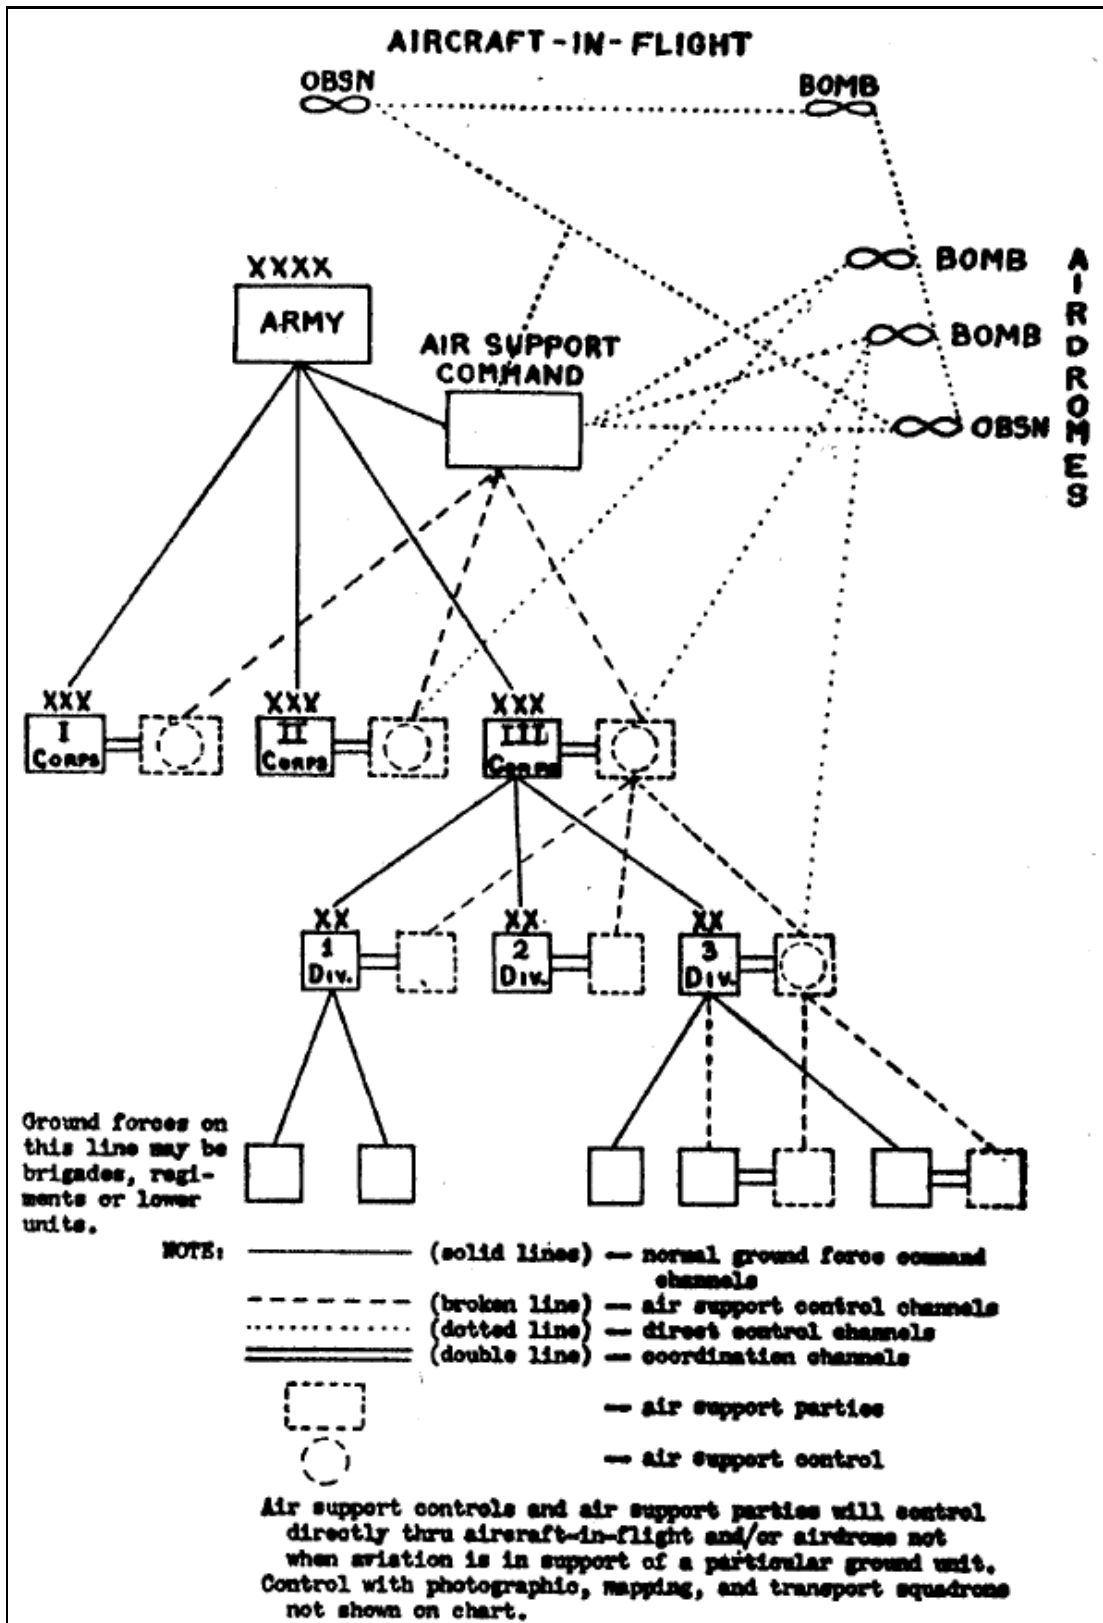 AIRCRAFT-IN-FLIGHT
OBSN
BOMB
XXXX
ARMY
AIR SUPPORT
COMMAND
BOMB
BOMB
OBSN
AIRDROMES
XXX
I
CORPS
XXX
II
CORPS
XXX
III
CORPS
XX
1
DIV.
XX
2
DIV.
XX
3
DIV.
Ground forces on
this line may be
brigades, regi-
ments or lower
units.
NOTE:
(solid lines) — normal ground force command
channels
(broken line) — air support control channels
(dotted line) — direct control channels
(double line) — coordination channels
— air support parties
— air support control
Air support controls and air support parties will control
directly thru aircraft-in-flight and/or airdrome not
when aviation is in support of a particular ground unit.
Control with photographic, mapping, and transport squadrons
not shown on chart.